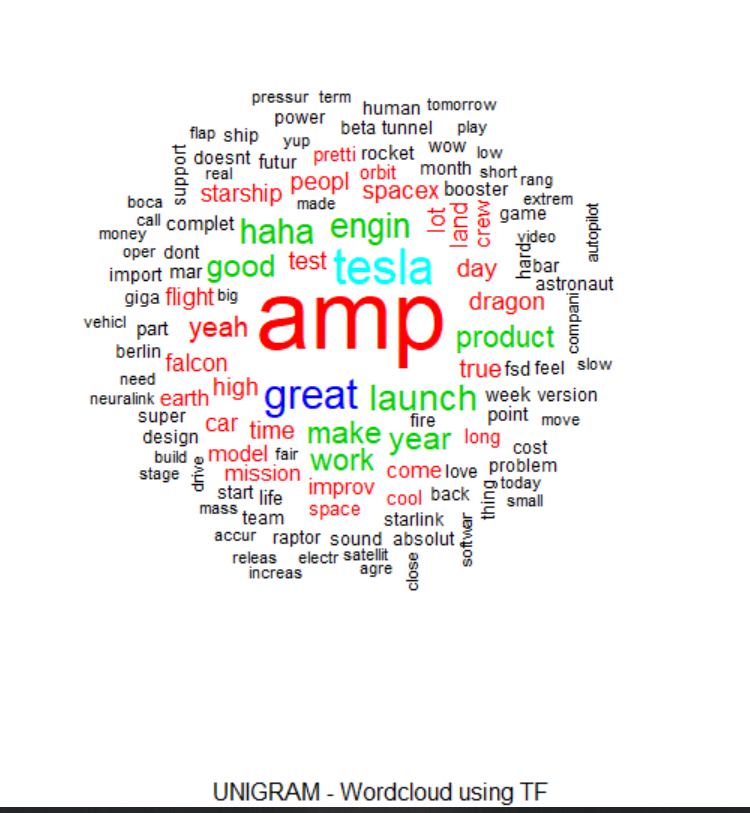 pressur term
human tomorrow
power
beta tunnel play
flap ship
yup
wow low
support
doesnt futur pretti rocket
real
orbit month short rang
starship peopl spacex booster
extrem
boca
made
lot land crew game
autopilot
call complet haha engin
money
video
oper dont
hard
import mar good test tesla day bar
astronaut
giga flight big
amp
dragon
compani
vehicl part yeah
product
berlin falcon
true fsd feel slow
need
neuralink earth high great launch week version
super
car time
fire
point move
design
make year long
build drive model fair work
cost
stage mission
come love problem
start life improv
cool back thing today
small
mass team space
starlink
softwar
accur raptor sound absolut
releas electr satellit
increas
agre close
UNIGRAM - Wordcloud using TF